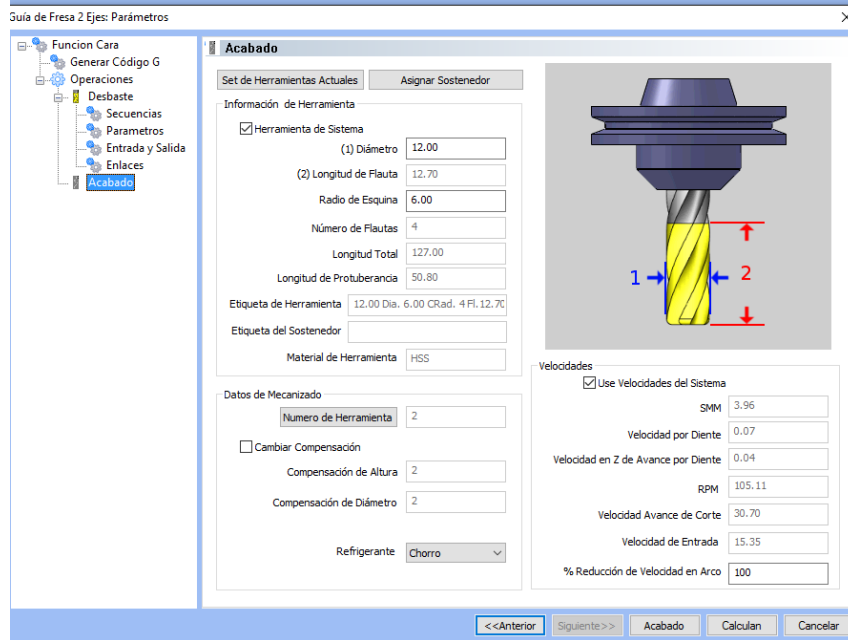 Guía de Fresa 2 Ejes: Parámetros
Funcion Cara
Generar Código G
Operaciones
Desbaste
Secuencias
Parametros
Entrada y Salida
Enlaces
Acabado
Acabado
Set de Herramientas Actuales
Asignar Sostenedor
Información de Herramienta
Herramienta de Sistema
(1) Diámetro 12.00
(2) Longitud de Flauta 12.70
Radio de Esquina 6.00
Número de Flautas 4
Longitud Total 127.00
Longitud de Protuberancia 50.80
Etiqueta de Herramienta 12.00 Dia. 6.00 CRad. 4 Fl. 12.70
Etiqueta del Sostenedor
Material de Herramienta HSS
Datos de Mecanizado
Numero de Herramienta 2
Cambiar Compensación
Compensación de Altura 2
Compensación de Diámetro 2
Refrigerante Chorro
1
2
Velocidades
Use Velocidades del Sistema
SMM 3.96
Velocidad por Diente 0.07
Velocidad en Z de Avance por Diente 0.04
RPM 105.11
Velocidad Avance de Corte 30.70
Velocidad de Entrada 15.35
% Reducción de Velocidad en Arco 100
<<Anterior
Siguiente>>
Acabado
Calculan
Cancelar